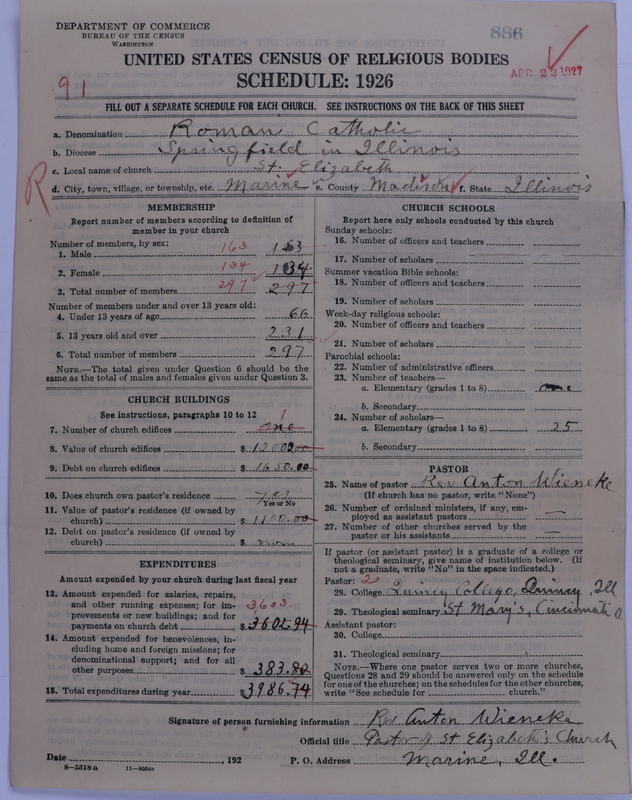 DEPARTMENT OF COMMERCE
BUREAU OF THE CENSUS
WASHINGTON
886
UNITED STATES CENSUS OF RELIGIOUS BODIES
SCHEDULE: 1926
APR 22 1927
91
FILL OUT A SEPARATE SCHEDULE FOR EACH CHURCH. SEE INSTRUCTIONS ON THE BACK OF THIS SHEET
a. Denomination Roman Catholic
b. Diocese Springfield in Illinois
c. Local name of church St. Elizabeth
R
d. City, town, village, or township, etc. Marine e. County Madison f. State Illinois
MEMBERSHIP
Report number of members according to definition of member in your church
Number of members, by sex:
1. Male 163 163
2. Female 134 134
3. Total number of members 297 297
Number of members under and over 13 years old:
4. Under 13 years of age 66
5. 13 years old and over 231
6. Total number of members 297
NOTE.—The total given under Question 6 should be the same as the total of males and females given under Question 3.
CHURCH BUILDINGS
See instructions, paragraphs 10 to 12
7. Number of church edifices one 1
8. Value of church edifices $ 12000.00
9. Debt on church edifices $ 1650.00
10. Does church own pastor's residence yes
Yes or No
11. Value of pastor's residence (if owned by church) $ 1100.00
12. Debt on pastor's residence (if owned by church) $ none
EXPENDITURES
Amount expended by your church during last fiscal year
13. Amount expended for salaries, repairs, and other running expenses; for improvements or new buildings; and for payments on church debt 3603. $ 3602.94
14. Amount expended for benevolences, including home and foreign missions; for denominational support; and for all other purposes $ 383.80
15. Total expenditures during year $ 3986.74
CHURCH SCHOOLS
Report here only schools conducted by this church
Sunday schools:
16. Number of officers and teachers
17. Number of scholars
Summer vacation Bible schools:
18. Number of officers and teachers
19. Number of scholars
Week-day religious schools:
20. Number of officers and teachers
21. Number of scholars
Parochial schools:
22. Number of administrative officers
23. Number of teachers—
a. Elementary (grades 1 to 8) one
b. Secondary
24. Number of scholars—
a. Elementary (grades 1 to 8) 25
b. Secondary
PASTOR
25. Name of pastor Rev Anton Wieneke
(If church has no pastor, write "None")
26. Number of ordained ministers, if any, employed as assistant pastors —
27. Number of other churches served by the pastor or his assistants —
If pastor (or assistant pastor) is a graduate of a college or theological seminary, give name of institution below. (If not a graduate, write "No" in the space indicated.)
Pastor: 2
28. College Quincy College, Quincy, Ill
29. Theological seminary St Mary's, Cincinnati O.
Assistant pastor:
30. College
31. Theological seminary
NOTE.—Where one pastor serves two or more churches, Questions 28 and 29 should be answered only on the schedule for one of the churches; on the schedules for the other churches, write "See schedule for church."
Signature of person furnishing information Rev Anton Wieneke
Official title Pastor of St Elizabeth's Church
Date , 192 P. O. Address Marine, Ill.
8—5318a